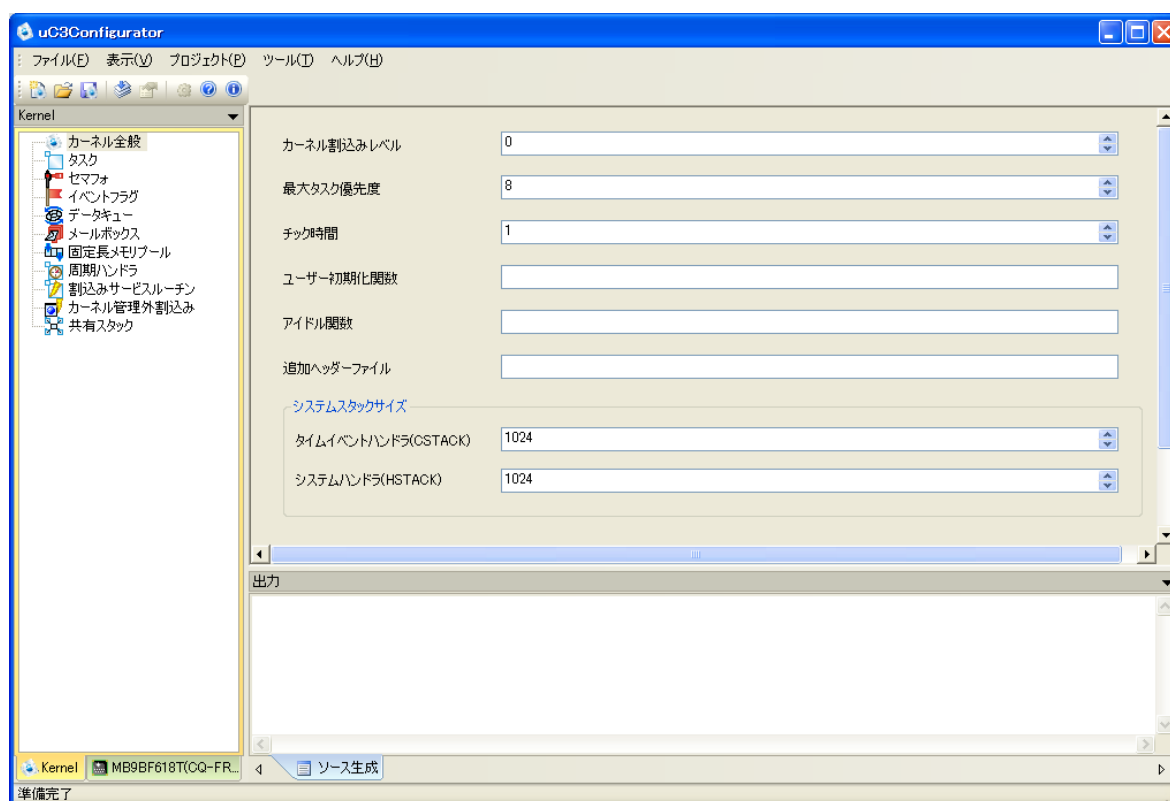 uC3Configurator
ファイル(F) 表示(V) プロジェクト(P) ツール(T) ヘルプ(H)
Kernel
カーネル全般
タスク
セマフォ
イベントフラグ
データキュー
メールボックス
固定長メモリプール
周期ハンドラ
割込みサービスルーチン
カーネル管理外割込み
共有スタック
カーネル割込みレベル 0
最大タスク優先度 8
チック時間 1
ユーザー初期化関数
アイドル関数
追加ヘッダーファイル
システムスタックサイズ
タイムイベントハンドラ(CSTACK) 1024
システムハンドラ(HSTACK) 1024
出力
Kernel MB9BF618T(CQ-FR... ソース生成
準備完了